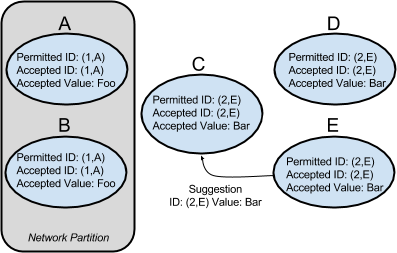 A
Permitted ID: (1,A)
Accepted ID: (1,A)
Accepted Value: Foo
B
Permitted ID: (1,A)
Accepted ID: (1,A)
Accepted Value: Foo
Network Partition
C
Permitted ID: (2,E)
Accepted ID: (2,E)
Accepted Value: Bar
Suggestion
ID: (2,E) Value: Bar
D
Permitted ID: (2,E)
Accepted ID: (2,E)
Accepted Value: Bar
E
Permitted ID: (2,E)
Accepted ID: (2,E)
Accepted Value: Bar